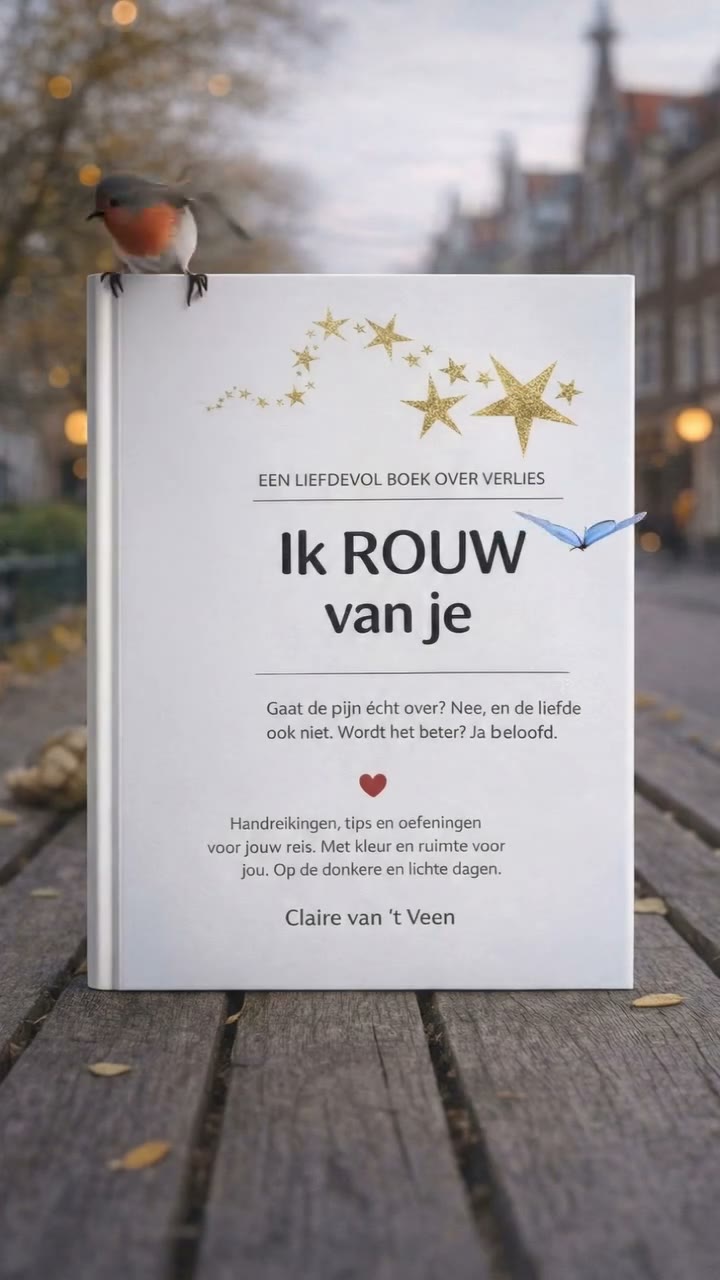 EEN LIEFDEVOL BOEK OVER VERLIES
Ik ROUW
van je
Gaat de pijn écht over? Nee, en de liefde
ook niet. Wordt het beter? Ja beloofd.
Handreikingen, tips en oefeningen
voor jouw reis. Met kleur en ruimte voor
jou. Op de donkere en lichte dagen.
Claire van 't Veen